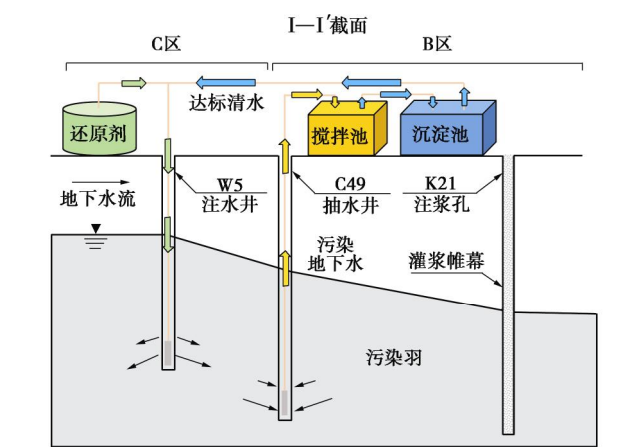 I—I′截面
C区
B区
达标清水
还原剂
搅拌池
沉淀池
地下水流
W5
注水井
C49
抽水井
K21
注浆孔
污染
地下水
灌浆帷幕
污染羽